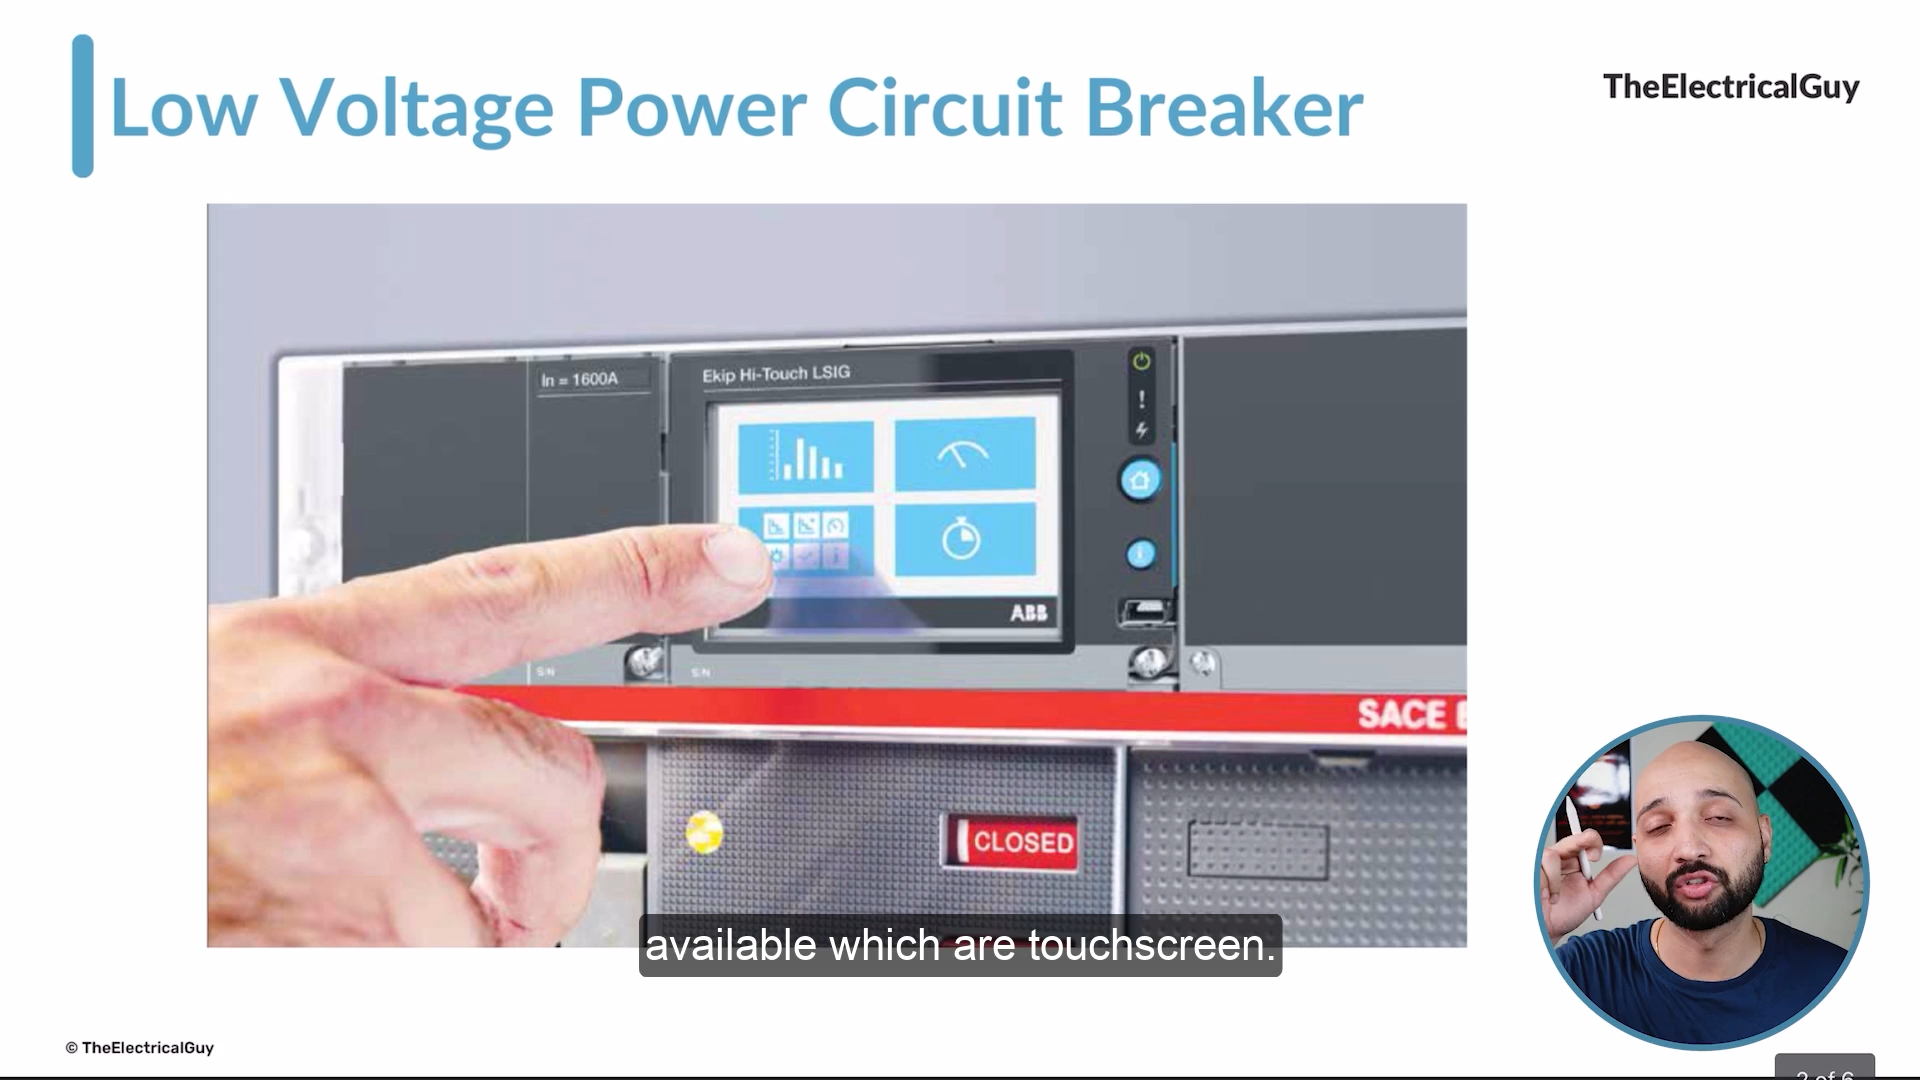 Low Voltage Power Circuit Breaker
TheElectricalGuy
In = 1600A
Ekip Hi-Touch LSIG
ABB
S/N
S/N
SACE
CLOSED
available which are touchscreen.
© TheElectricalGuy